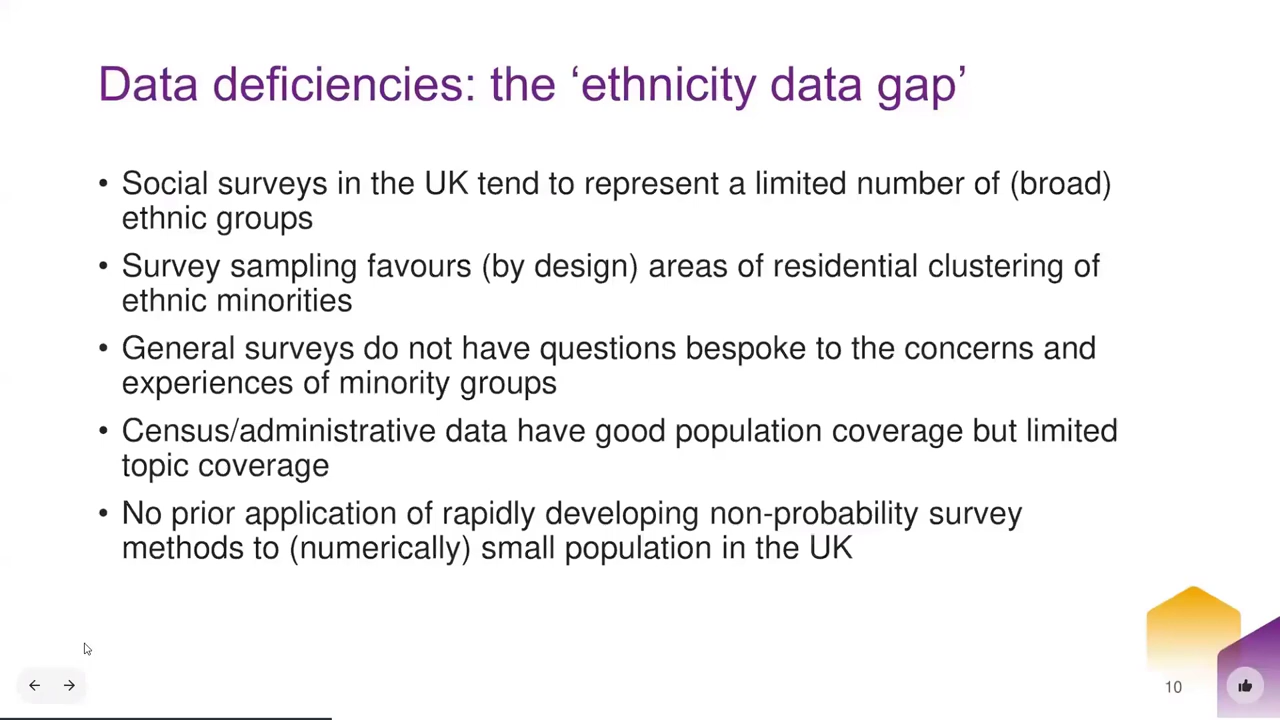 Data deficiencies: the ‘ethnicity data gap’
• Social surveys in the UK tend to represent a limited number of (broad)
ethnic groups
• Survey sampling favours (by design) areas of residential clustering of
ethnic minorities
• General surveys do not have questions bespoke to the concerns and
experiences of minority groups
• Census/administrative data have good population coverage but limited
topic coverage
• No prior application of rapidly developing non-probability survey
methods to (numerically) small population in the UK
10